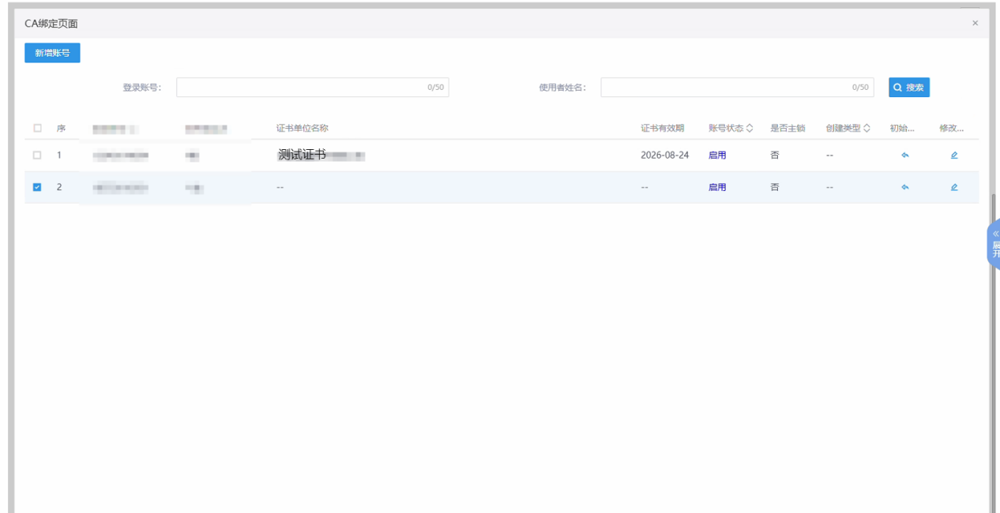 CA绑定页面 ×
新增账号
登录账号: 0/50 使用者姓名: 0/50 搜索
序 证书单位名称 证书有效期 账号状态 是否主锁 创建类型 初始... 修改...
1 测试证书 2026-08-24 启用 否 --
2 -- -- 启用 否 --
« 展开